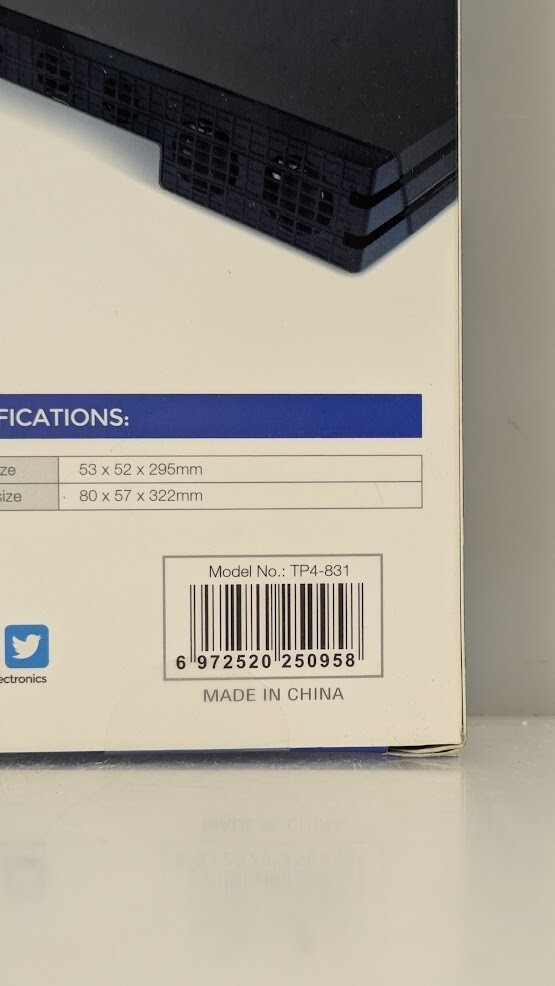 FICATIONS:
ze 53 x 52 x 295mm
size 80 x 57 x 322mm
Model No.: TP4-831
6 972520 250958
ectronics
MADE IN CHINA